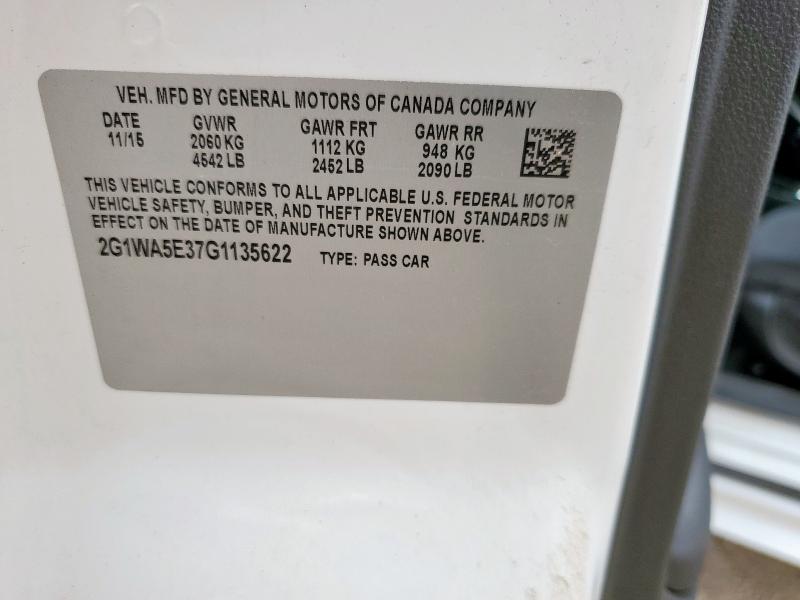 VEH. MFD BY GENERAL MOTORS OF CANADA COMPANY
DATE GVWR GAWR FRT GAWR RR
11/15 2060 KG 1112 KG 948 KG
4542 LB 2452 LB 2090 LB
THIS VEHICLE CONFORMS TO ALL APPLICABLE U.S. FEDERAL MOTOR
VEHICLE SAFETY, BUMPER, AND THEFT PREVENTION STANDARDS IN
EFFECT ON THE DATE OF MANUFACTURE SHOWN ABOVE.
2G1WA5E37G1135622 TYPE: PASS CAR